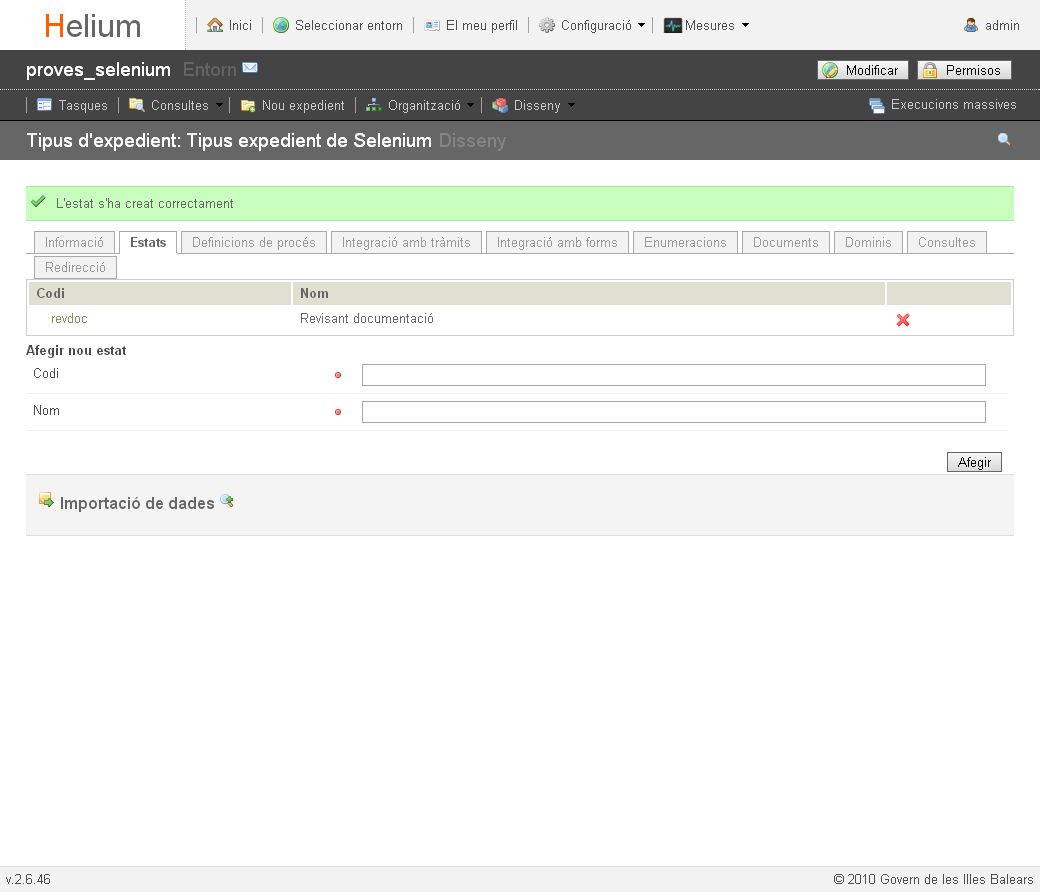 Helium Inici Seleccionar entorn El meu perfil Configuració Mesures admin
proves_selenium Entorn Modificar Permisos
Tasques Consultes Nou expedient Organització Disseny Execucions massives
Tipus d'expedient: Tipus expedient de Selenium Disseny
L'estat s'ha creat correctament
Informació Estats Definicions de procés Integració amb tràmits Integració amb forms Enumeracions Documents Dominis Consultes
Redirecció
Codi Nom
revdoc Revisant documentació
Afegir nou estat
Codi
Nom
Afegir
Importació de dades
v.2.6.46 © 2010 Govern de les Illes Balears